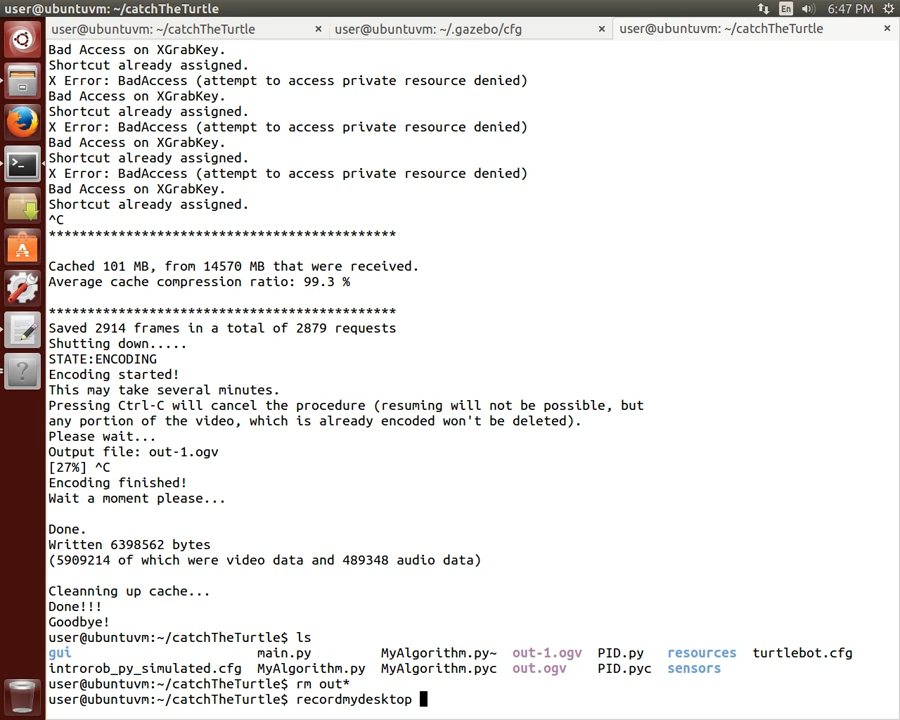 user@ubuntuvm: ~/catchTheTurtle En 6:47 PM
user@ubuntuvm: ~/catchTheTurtle × user@ubuntuvm: ~/.gazebo/cfg × user@ubuntuvm: ~/catchTheTurtle ×
Bad Access on XGrabKey.
Shortcut already assigned.
X Error: BadAccess (attempt to access private resource denied)
Bad Access on XGrabKey.
Shortcut already assigned.
X Error: BadAccess (attempt to access private resource denied)
Bad Access on XGrabKey.
Shortcut already assigned.
X Error: BadAccess (attempt to access private resource denied)
Bad Access on XGrabKey.
Shortcut already assigned.
^C
*********************************************
Cached 101 MB, from 14570 MB that were received.
Average cache compression ratio: 99.3 %
*********************************************
Saved 2914 frames in a total of 2879 requests
Shutting down.....
STATE:ENCODING
Encoding started!
This may take several minutes.
Pressing Ctrl-C will cancel the procedure (resuming will not be possible, but
any portion of the video, which is already encoded won't be deleted).
Please wait...
Output file: out-1.ogv
[27%] ^C
Encoding finished!
Wait a moment please...
Done.
Written 6398562 bytes
(5909214 of which were video data and 489348 audio data)
Cleanning up cache...
Done!!!
Goodbye!
user@ubuntuvm:~/catchTheTurtle$ ls
gui main.py MyAlgorithm.py~ out-1.ogv PID.py resources turtlebot.cfg
introrob_py_simulated.cfg MyAlgorithm.py MyAlgorithm.pyc out.ogv PID.pyc sensors
user@ubuntuvm:~/catchTheTurtle$ rm out*
user@ubuntuvm:~/catchTheTurtle$ recordmydesktop